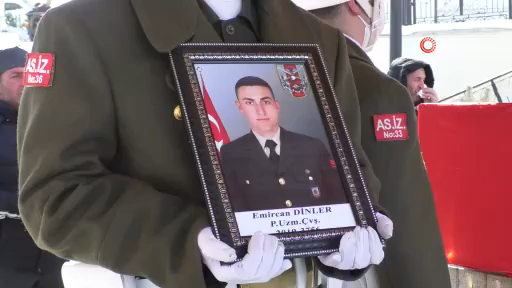 AS.İZ.
No:36
AS.İZ.
No:33
Emircan DİNLER
P.Uzm.Çvş.